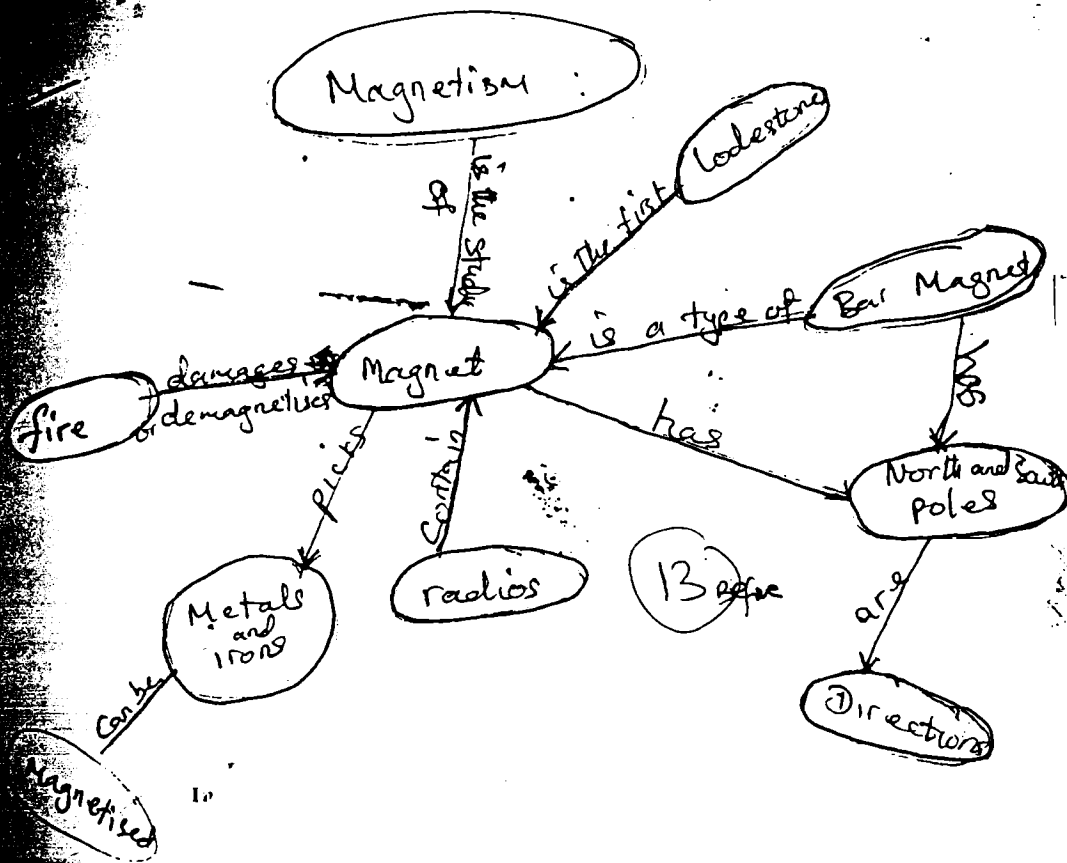 Magnetism
is the study
of
lodestone
is the first
Bar Magnet
is a type of
Magnet
fire
damages
or demagnetises
has
has
North and South
poles
picks
contain
Metals
and
irons
radios
13 Before
are
Directions
can be
Magnetised